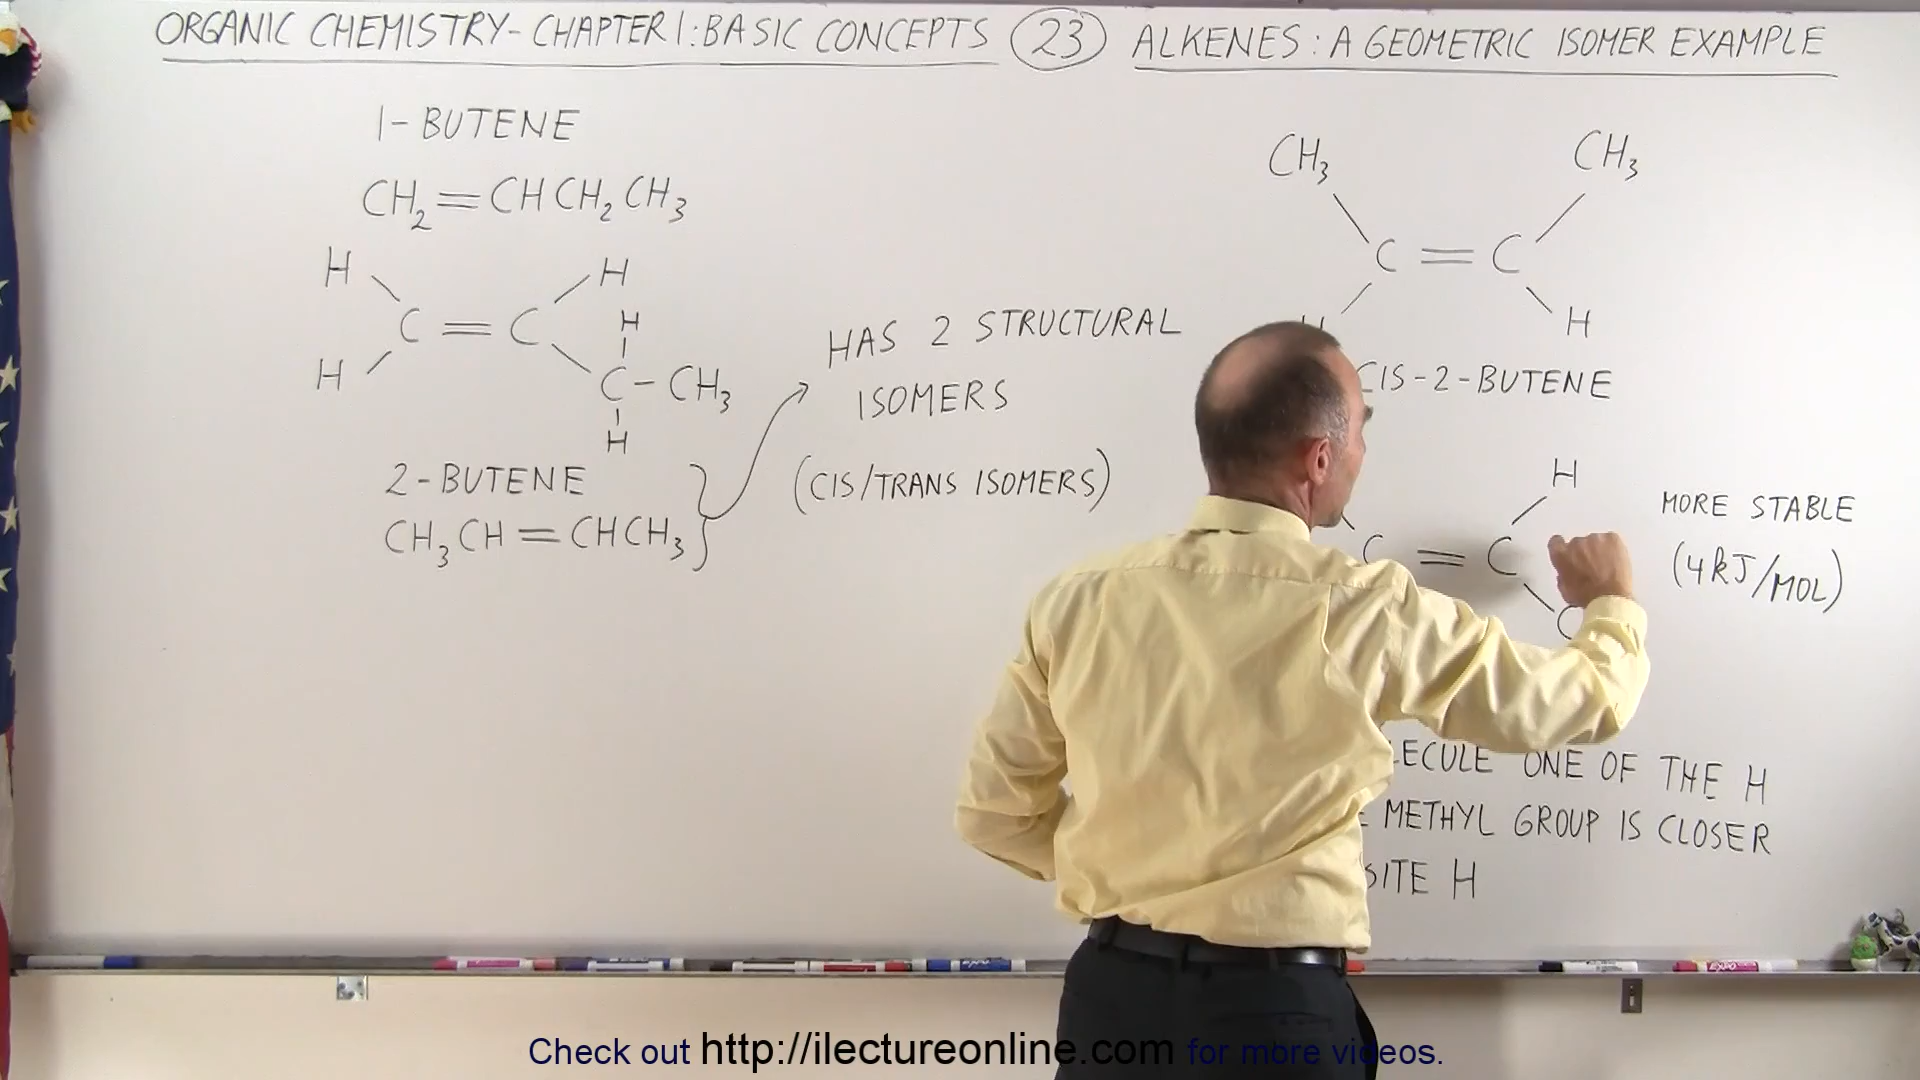 ORGANIC CHEMISTRY - CHAPTER 1: BASIC CONCEPTS (23) ALKENES: A GEOMETRIC ISOMER EXAMPLE
1- BUTENE
CH₂=CHCH₂CH₃
H H
C = C H
H C - CH₃
H
2-BUTENE
CH₃CH=CHCH₃
HAS 2 STRUCTURAL
ISOMERS
(CIS/TRANS ISOMERS)
CH₃ CH₃
C = C
H
CIS-2-BUTENE
H
C = C
MORE STABLE
(4kJ/MOL)
ONE OF THE H
METHYL GROUP IS CLOSER
H
Check out http://ilectureonline.com for more videos.